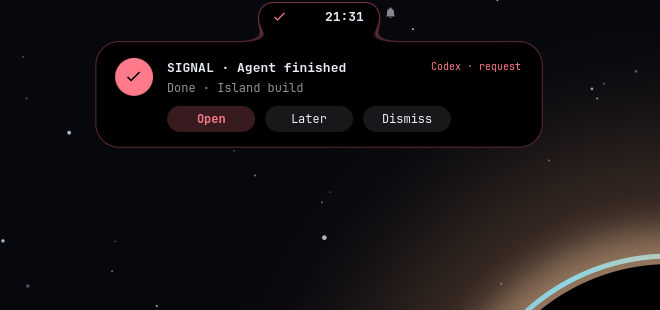 21:31
SIGNAL · Agent finished
Codex · request
Done · Island build
Open
Later
Dismiss